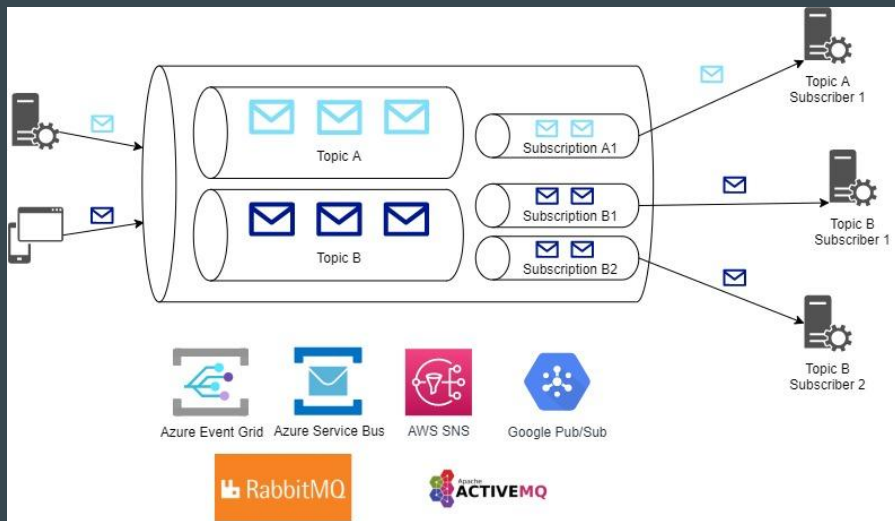 Topic A
Subscription A1
Topic A
Subscriber 1
Topic B
Subscription B1
Subscription B2
Topic B
Subscriber 1
Topic B
Subscriber 2
Azure Event Grid
Azure Service Bus
AWS SNS
Google Pub/Sub
RabbitMQ
Apache
ACTIVEMQ